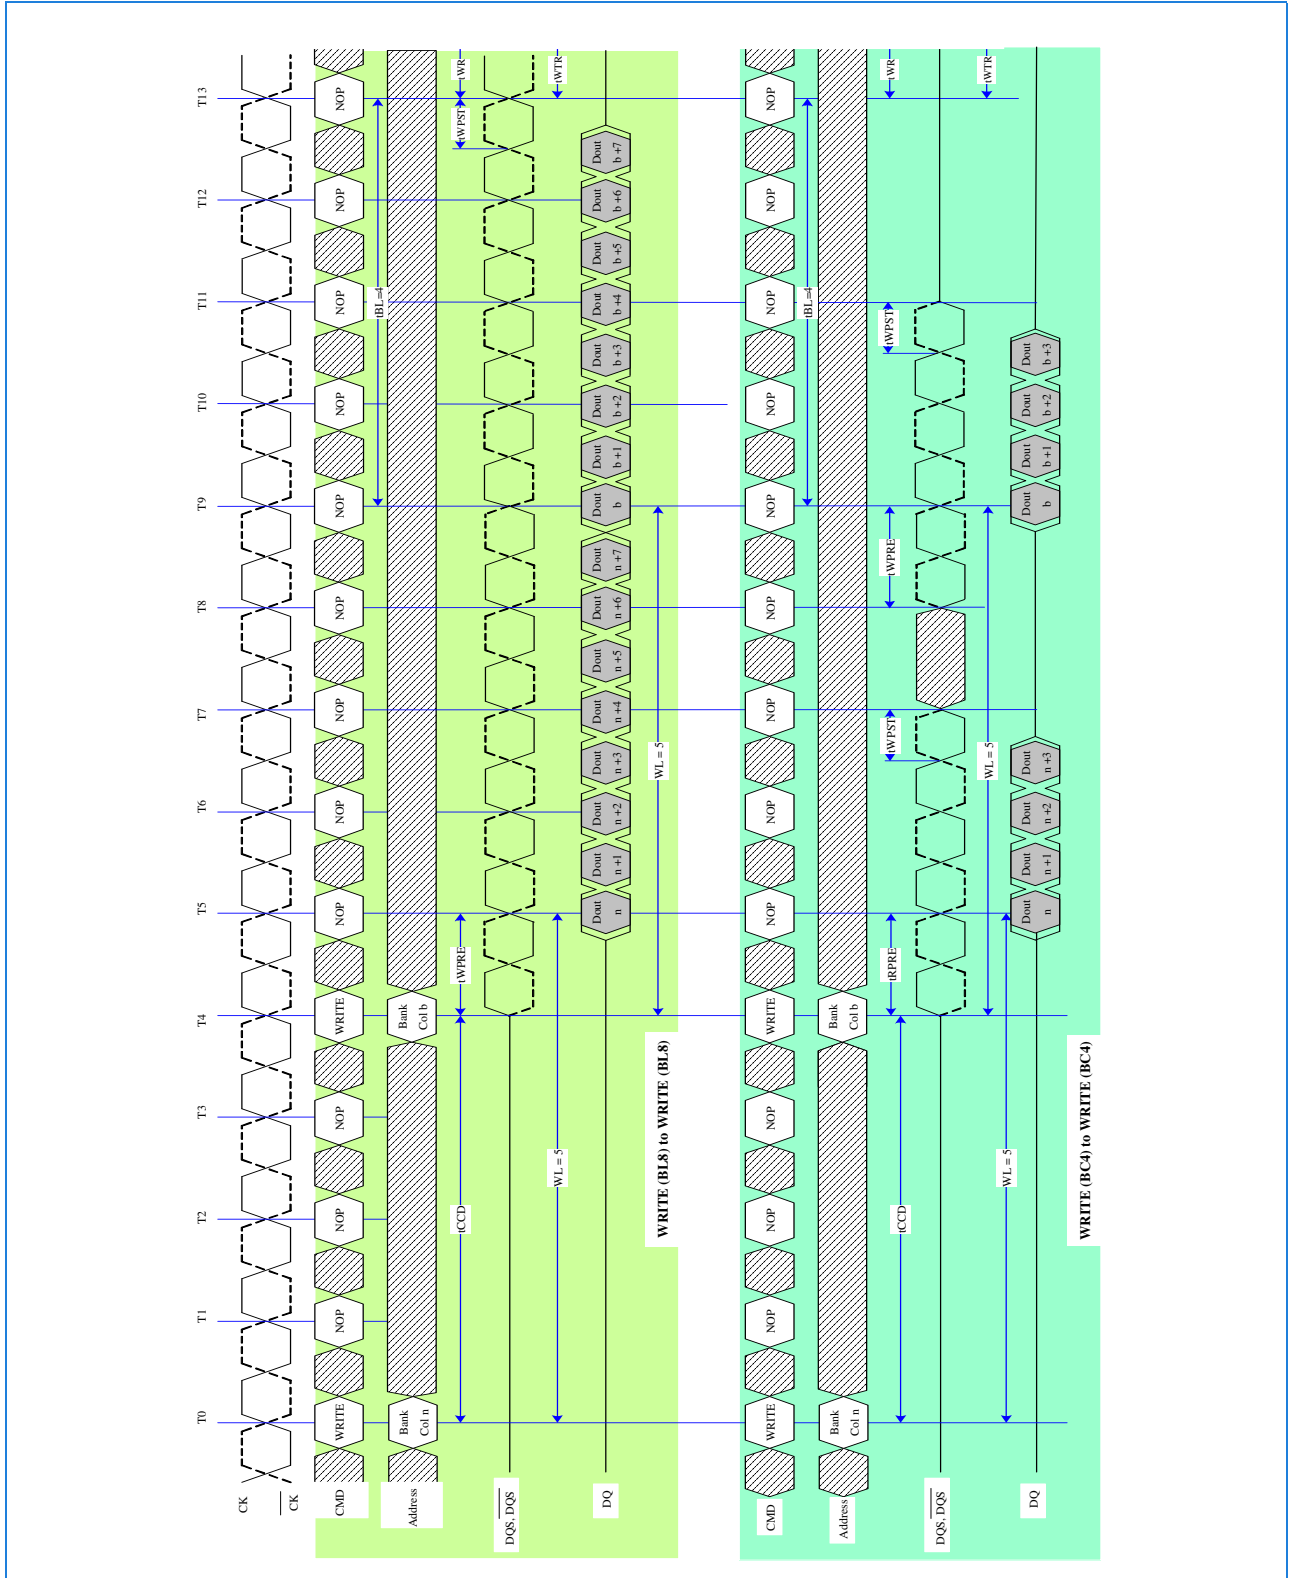 T0 T1 T2 T3 T4 T5 T6 T7 T8 T9 T10 T11 T12 T13
CK
CK
CMD WRITE NOP NOP NOP WRITE NOP NOP NOP NOP NOP NOP NOP NOP NOP
tBL=4
Address
Bank
Col n
Bank
Col b
tCCD tWPRE tWPST tWR
DQS, DQS
WL = 5 tWTR
DQ
Dout
n
Dout
n +1
Dout
n +2
Dout
n +3
Dout
n +4
Dout
n +5
Dout
n +6
Dout
n +7
Dout
b
Dout
b +1
Dout
b +2
Dout
b +3
Dout
b +4
Dout
b +5
Dout
b +6
Dout
b +7
WL = 5
WRITE (BL8) to WRITE (BL8)
CMD WRITE NOP NOP NOP WRITE NOP NOP NOP NOP NOP NOP NOP NOP NOP
tBL=4
Address
Bank
Col n
Bank
Col b
tCCD tRPRE tWPST tWPRE tWPST tWR
DQS, DQS
WL = 5 tWTR
WL = 5
DQ
Dout
n
Dout
n +1
Dout
n +2
Dout
n +3
Dout
b
Dout
b +1
Dout
b +2
Dout
b +3
WRITE (BC4) to WRITE (BC4)